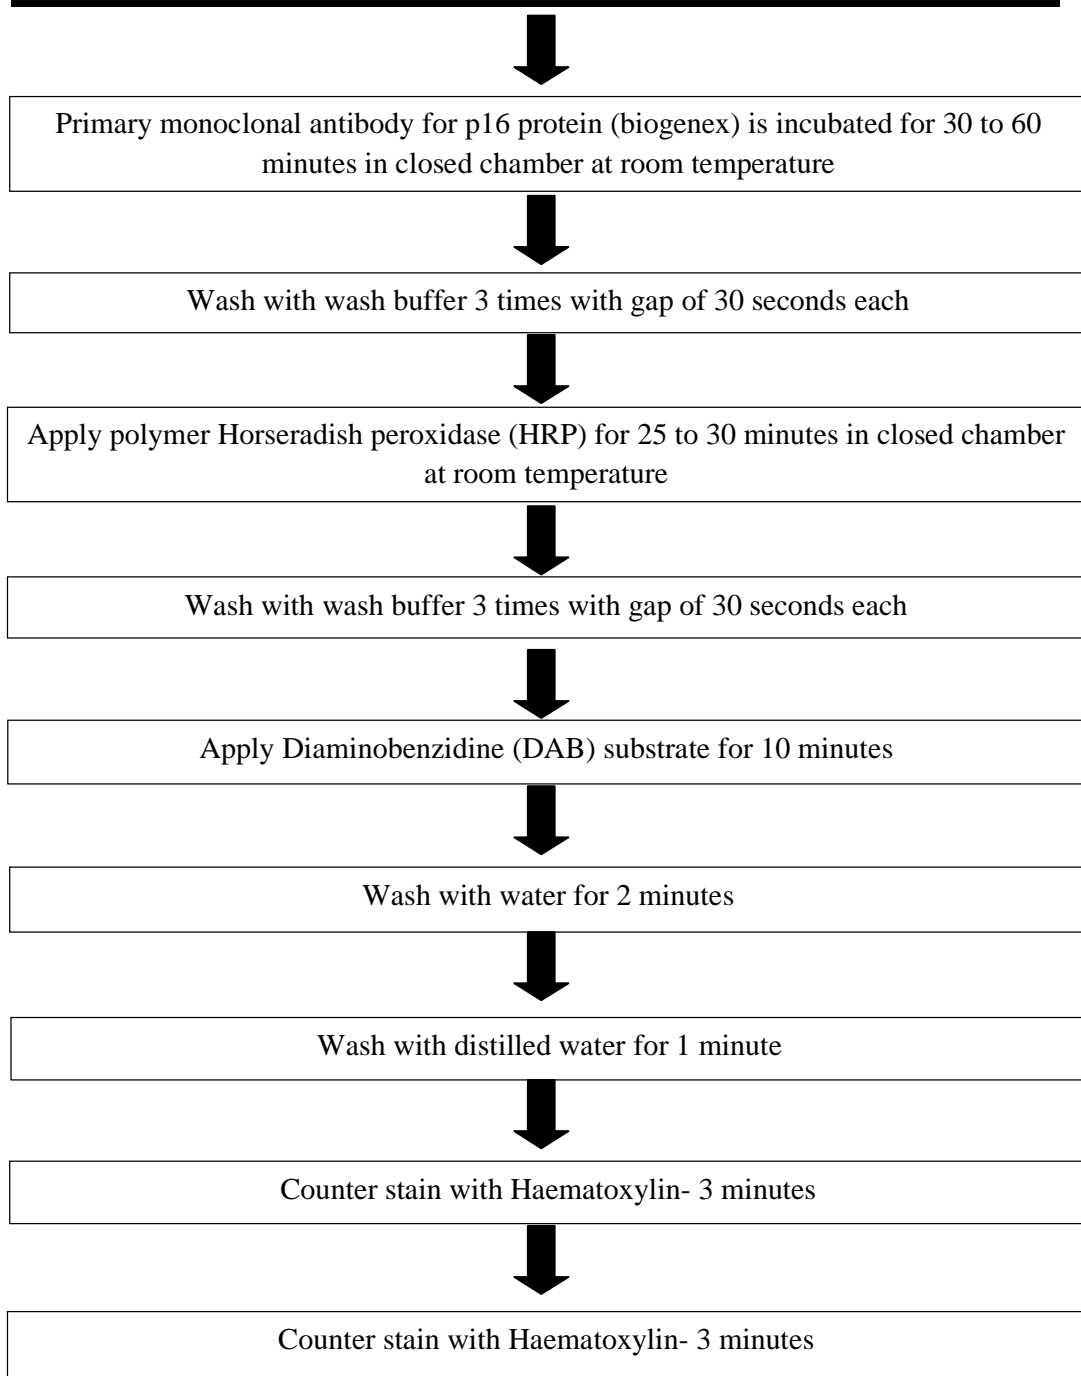 Primary monoclonal antibody for p16 protein (biogenex) is incubated for 30 to 60
minutes in closed chamber at room temperature
Wash with wash buffer 3 times with gap of 30 seconds each
Apply polymer Horseradish peroxidase (HRP) for 25 to 30 minutes in closed chamber
at room temperature
Wash with wash buffer 3 times with gap of 30 seconds each
Apply Diaminobenzidine (DAB) substrate for 10 minutes
Wash with water for 2 minutes
Wash with distilled water for 1 minute
Counter stain with Haematoxylin- 3 minutes
Counter stain with Haematoxylin- 3 minutes